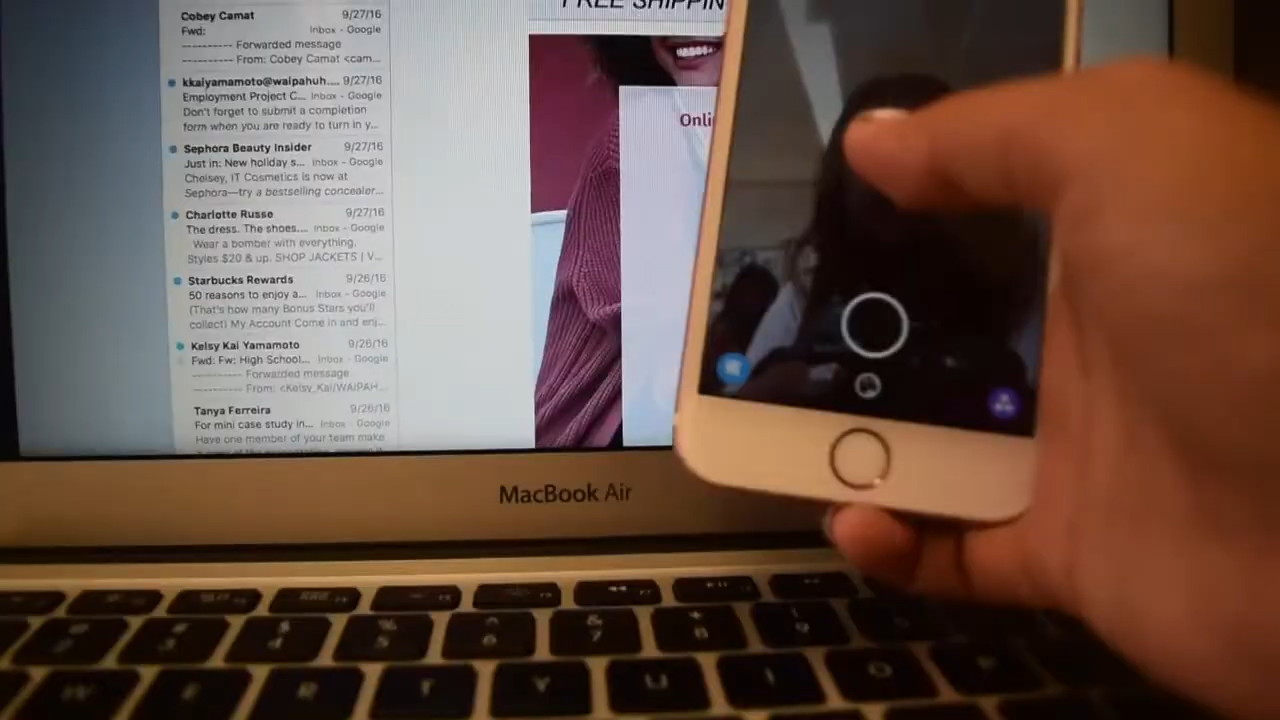 Cobey Camat 9/27/16
Fwd: Inbox - Google
---------- Forwarded message
---------- From: Cobey Camat <cam...
kkaiyamamoto@waipahuh.... 9/27/16
Employment Project C... Inbox - Google
Don't forget to submit a completion
form when you are ready to turn in y...
Sephora Beauty Insider 9/27/16
Just in: New holiday s... Inbox - Google
Chelsey, IT Cosmetics is now at
Sephora—try a bestselling concealer...
Charlotte Russe 9/27/16
The dress. The shoes.... Inbox - Google
Wear a bomber with everything.
Styles $20 & up. SHOP JACKETS | V...
Starbucks Rewards 9/26/16
50 reasons to enjoy a... Inbox - Google
(That's how many Bonus Stars you'll
collect) My Account Come in and enj...
Kelsy Kai Yamamoto 9/26/16
Fwd: Fw: High School... Inbox - Google
---------- Forwarded message
---------- From: <Kelsy_Kai/WAIPAH...
Tanya Ferreira 9/26/16
For mini case study in... Inbox - Google
Have one member of your team make
FREE SHIPPIN
Onli
MacBook Air
3 4 5 6 7 8 9
W E R T Y U I O P